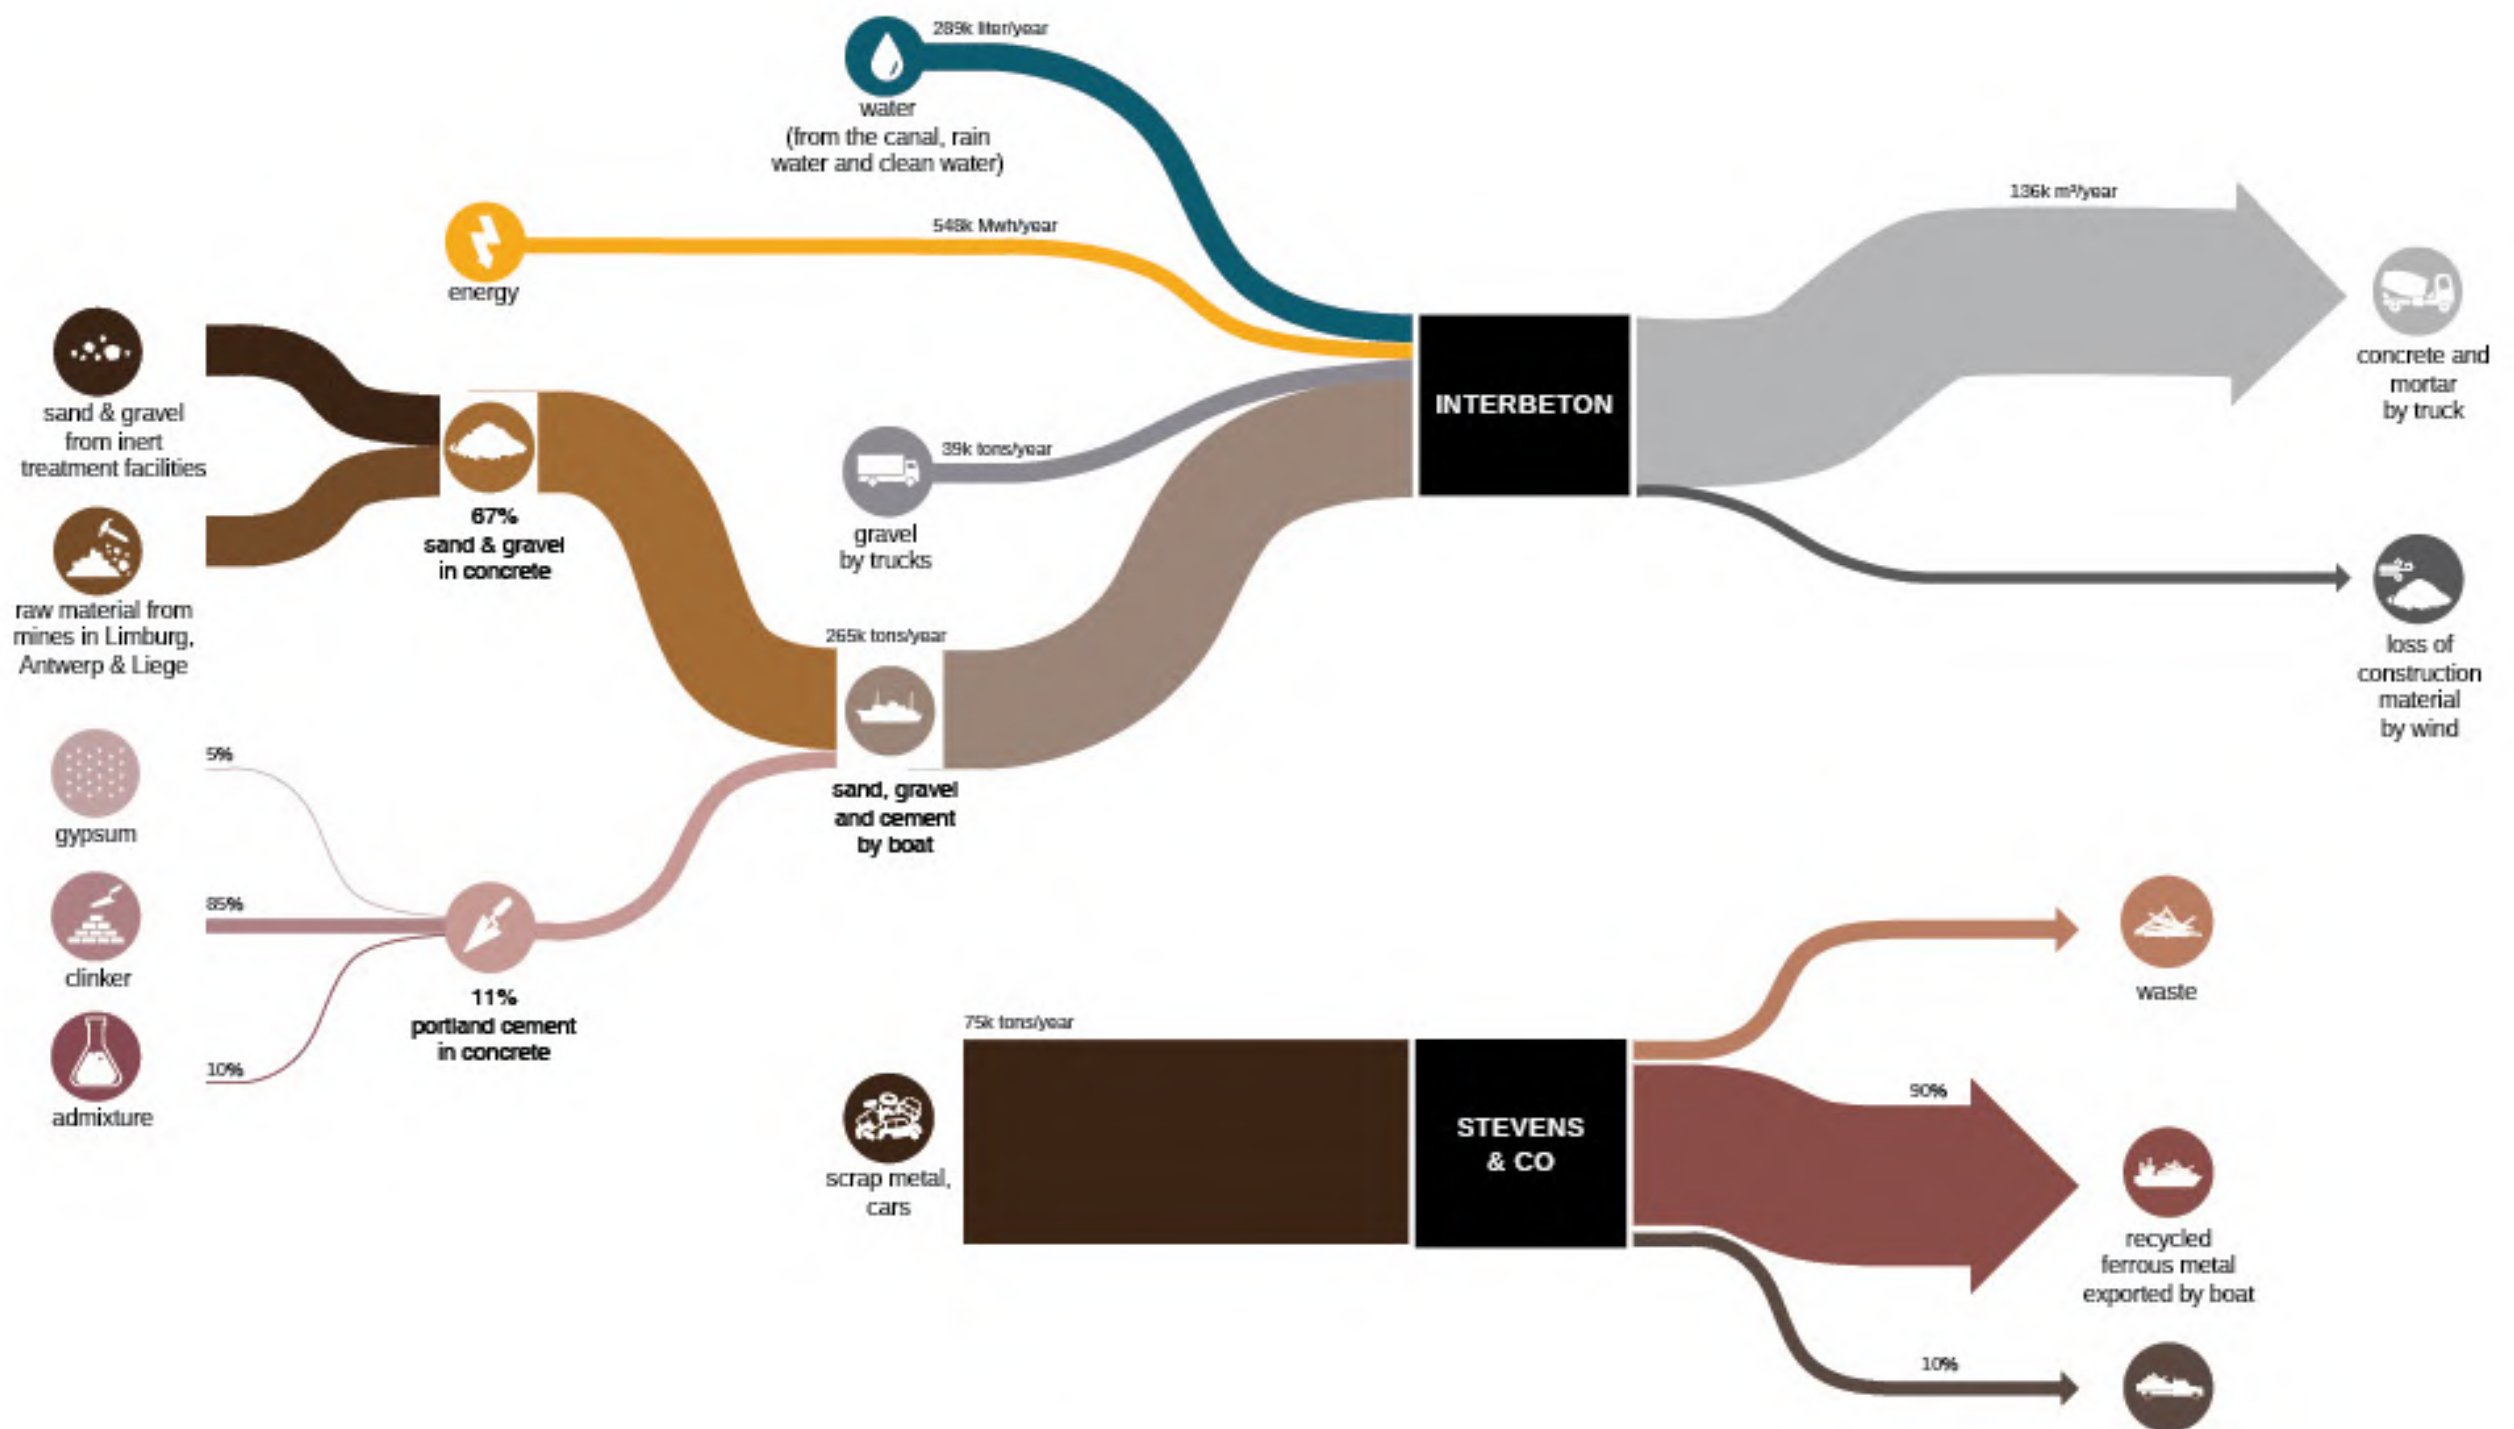 289k liter/year
water
(from the canal, rain
water and clean water)
136k m³/year
548k Mwh/year
energy
concrete and
mortar
by truck
INTERBETON
sand & gravel
from inert
treatment facilities
39k tons/year
gravel
by trucks
67%
sand & gravel
in concrete
raw material from
mines in Limburg,
Antwerp & Liege
265k tons/year
loss of
construction
material
by wind
5%
gypsum
sand, gravel
and cement
by boat
85%
clinker
11%
portland cement
in concrete
10%
admixture
waste
75k tons/year
scrap metal,
cars
STEVENS
& CO
90%
recycled
ferrous metal
exported by boat
10%